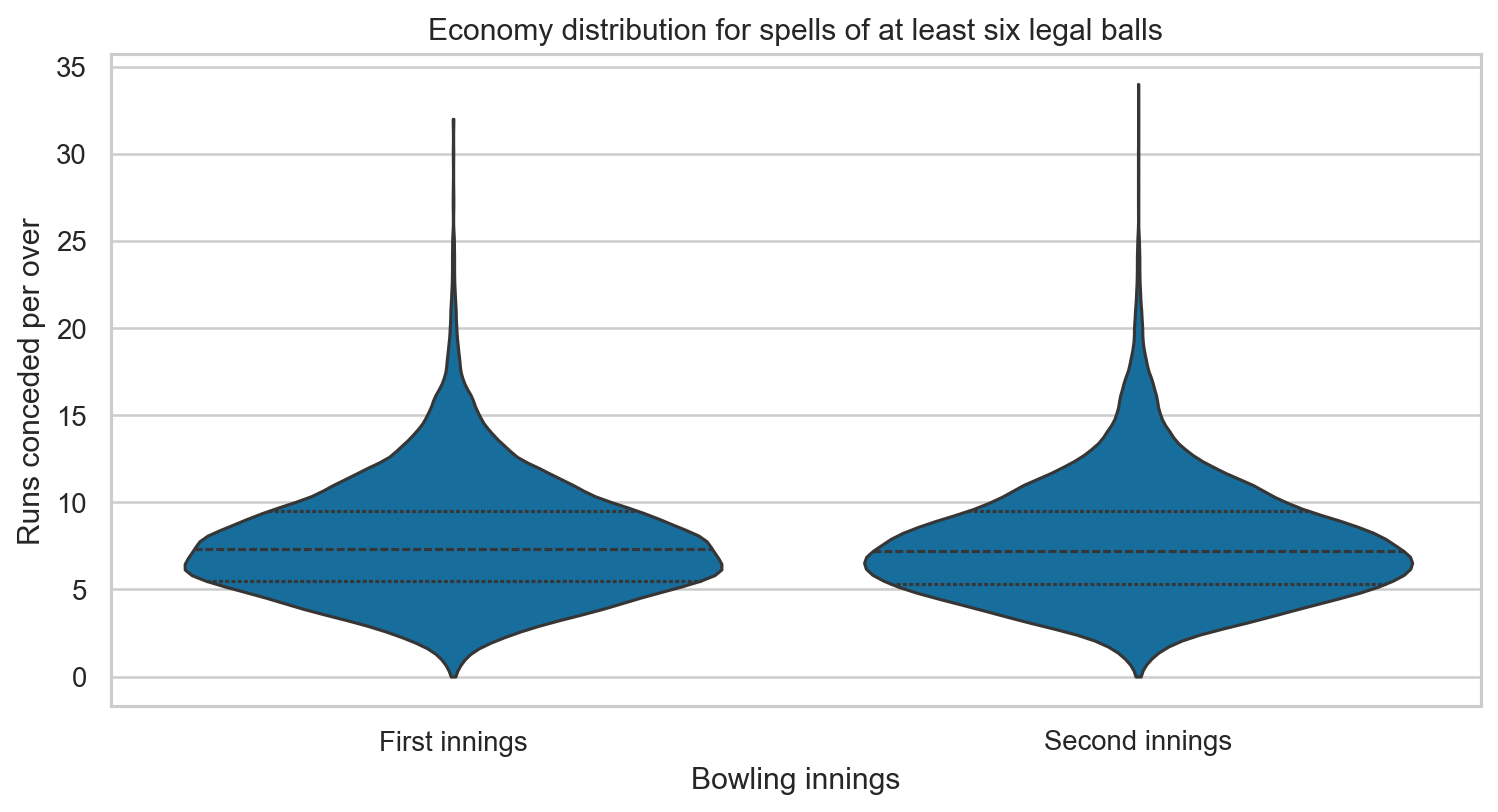 Economy distribution for spells of at least six legal balls
35
30
25
20
15
10
5
0
Runs conceded per over
First innings
Second innings
Bowling innings